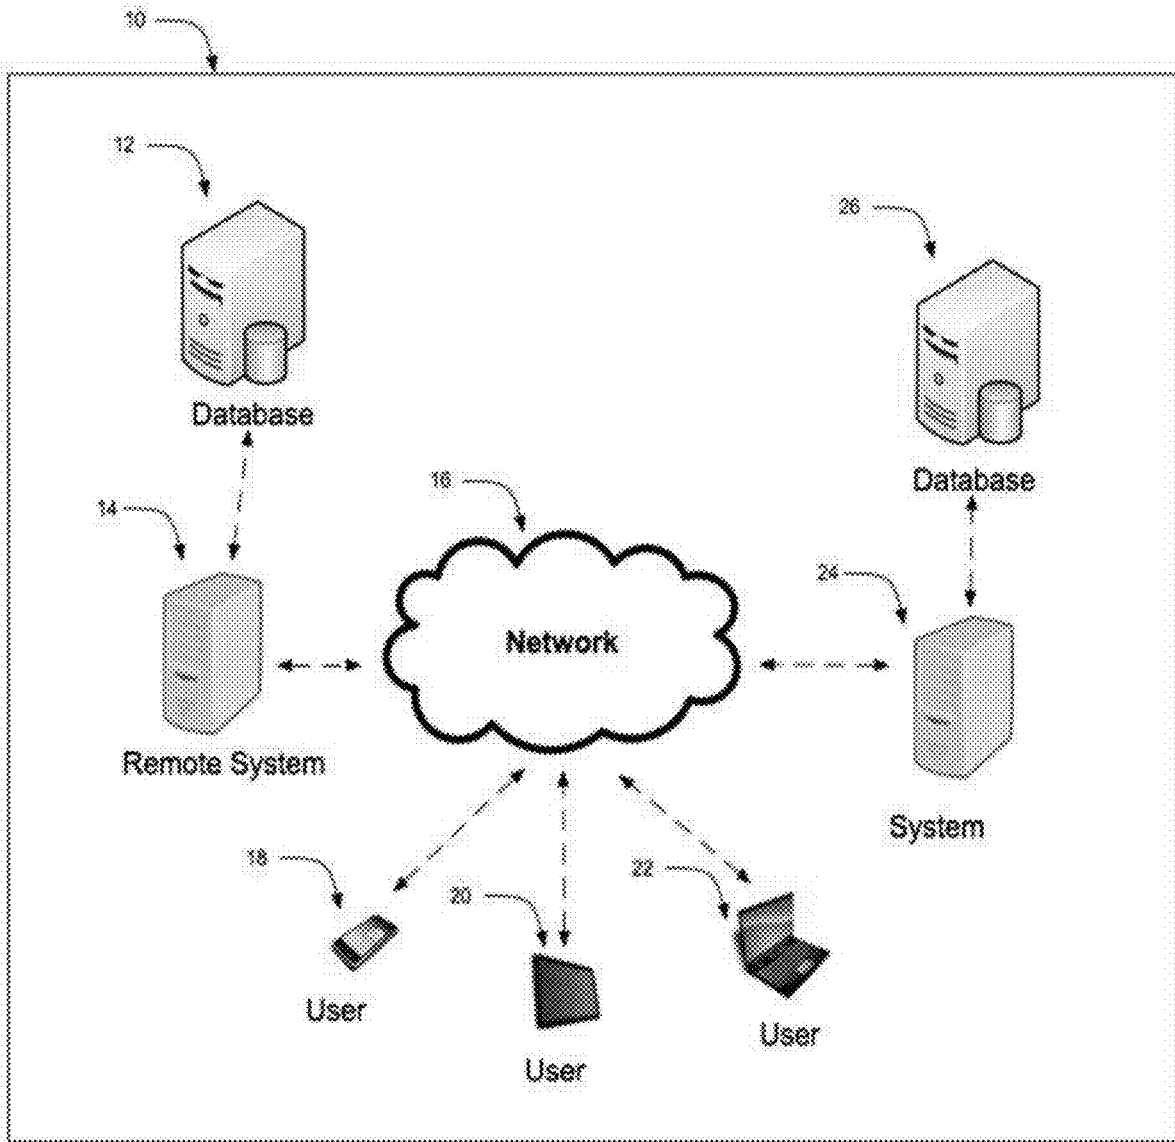 10
12
26
Database
Database
16
14
24
Network
Remote System
System
18
20
22
User
User
User